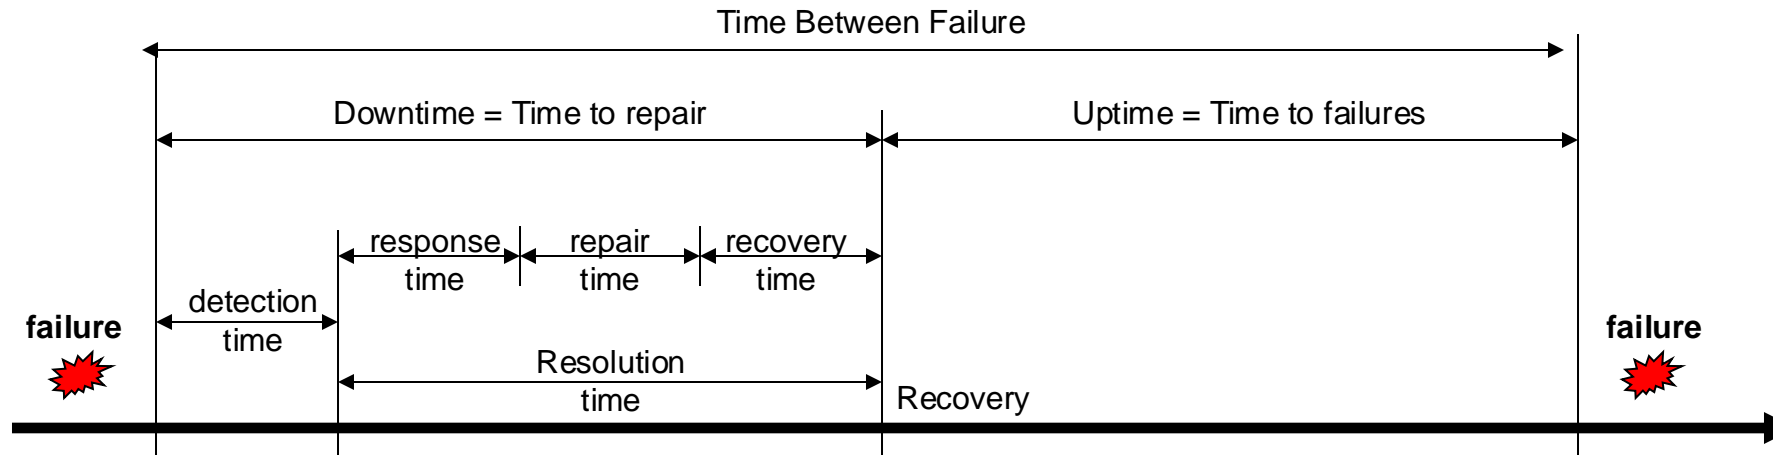 Time Between Failure
Downtime = Time to repair
Uptime = Time to failures
response
time
repair
time
recovery
time
detection
time
failure
failure
Resolution
time
Recovery